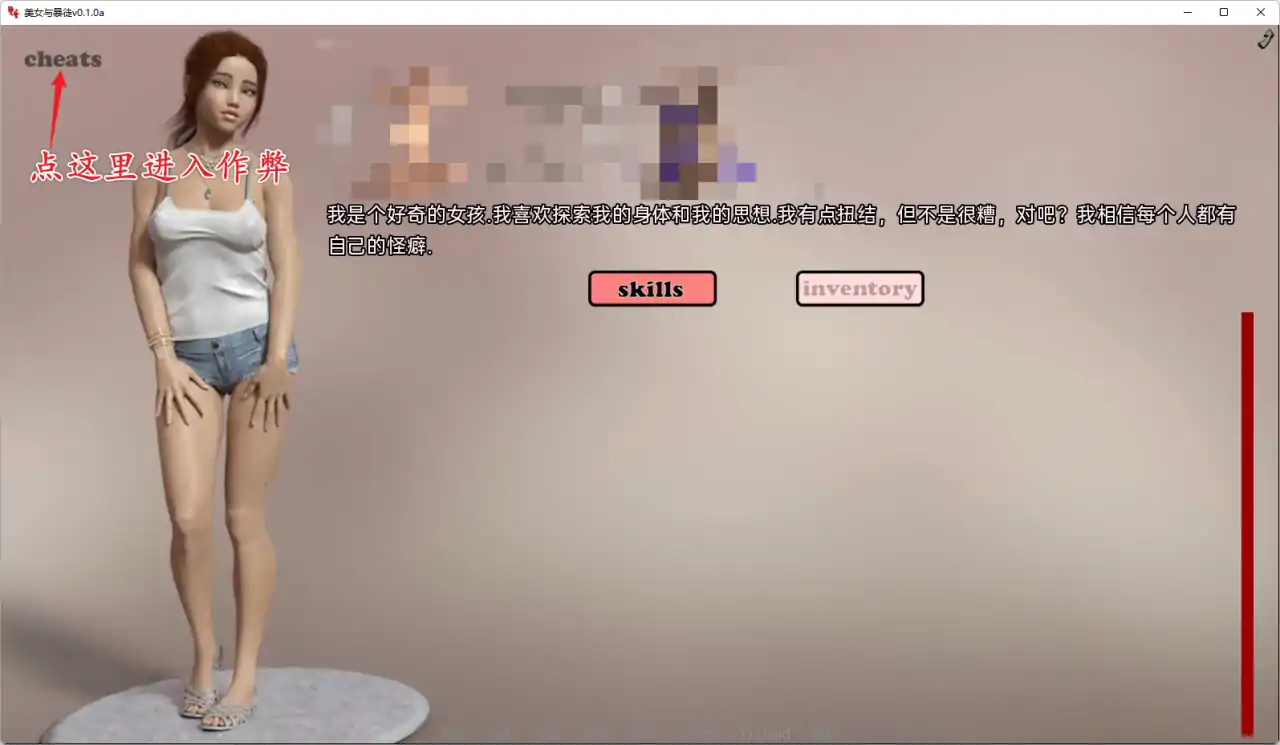 美女与暴徒v0.1.0a
cheats
点这里进入作弊
我是个好奇的女孩.我喜欢探索我的身体和我的思想.我有点扭结，但不是很糟，对吧？我相信每个人都有
自己的怪癖.
skills
inventory